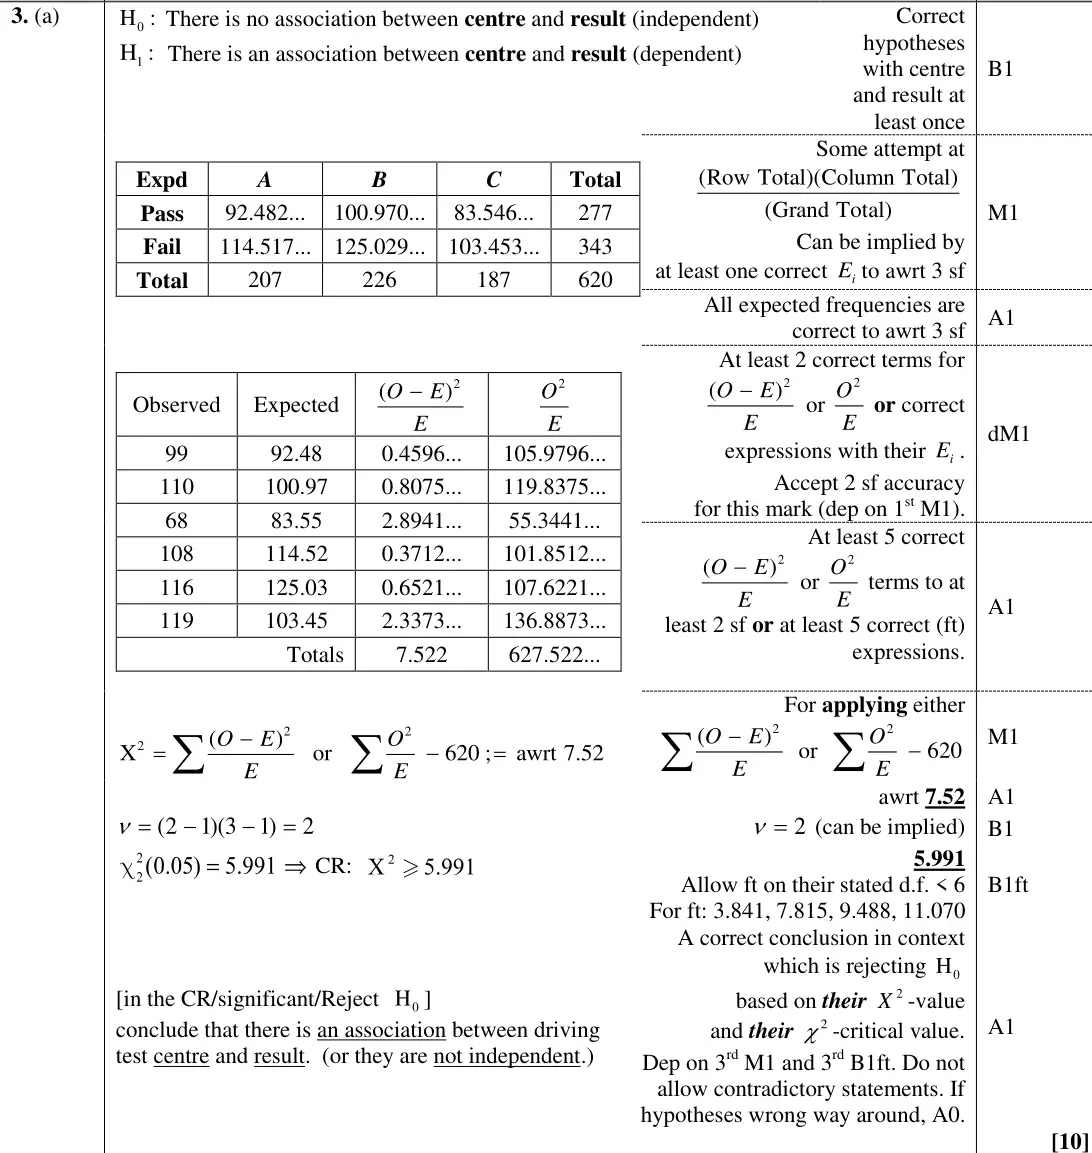 3. (a)
H₀ : There is no association between centre and result (independent)
H₁ : There is an association between centre and result (dependent)
Correct
hypotheses
with centre
and result at
least once
B1
Expd A B C Total
Pass 92.482... 100.970... 83.546... 277
Fail 114.517... 125.029... 103.453... 343
Total 207 226 187 620
Some attempt at
(Row Total)(Column Total)
(Grand Total)
Can be implied by
at least one correct Eᵢ to awrt 3 sf
M1
All expected frequencies are
correct to awrt 3 sf
A1
Observed Expected (O − E)²/E O²/E
99 92.48 0.4596... 105.9796...
110 100.97 0.8075... 119.8375...
68 83.55 2.8941... 55.3441...
108 114.52 0.3712... 101.8512...
116 125.03 0.6521... 107.6221...
119 103.45 2.3373... 136.8873...
Totals 7.522 627.522...
At least 2 correct terms for
(O − E)²/E or O²/E or correct
expressions with their Eᵢ .
Accept 2 sf accuracy
for this mark (dep on 1st M1).
dM1
At least 5 correct
(O − E)²/E or O²/E terms to at
least 2 sf or at least 5 correct (ft)
expressions.
A1
X² = ∑ (O − E)²/E or ∑ O²/E − 620 ; = awrt 7.52
For applying either
∑ (O − E)²/E or ∑ O²/E − 620
M1
awrt 7.52 A1
ν = (2 − 1)(3 − 1) = 2
ν = 2 (can be implied) B1
χ²₂(0.05) = 5.991 ⇒ CR: X² ⩾ 5.991
5.991
Allow ft on their stated d.f. < 6
For ft: 3.841, 7.815, 9.488, 11.070
B1ft
[in the CR/significant/Reject H₀ ]
conclude that there is an association between driving
test centre and result. (or they are not independent.)
A correct conclusion in context
which is rejecting H₀
based on their X² -value
and their χ² -critical value.
Dep on 3rd M1 and 3rd B1ft. Do not
allow contradictory statements. If
hypotheses wrong way around, A0.
A1
[10]